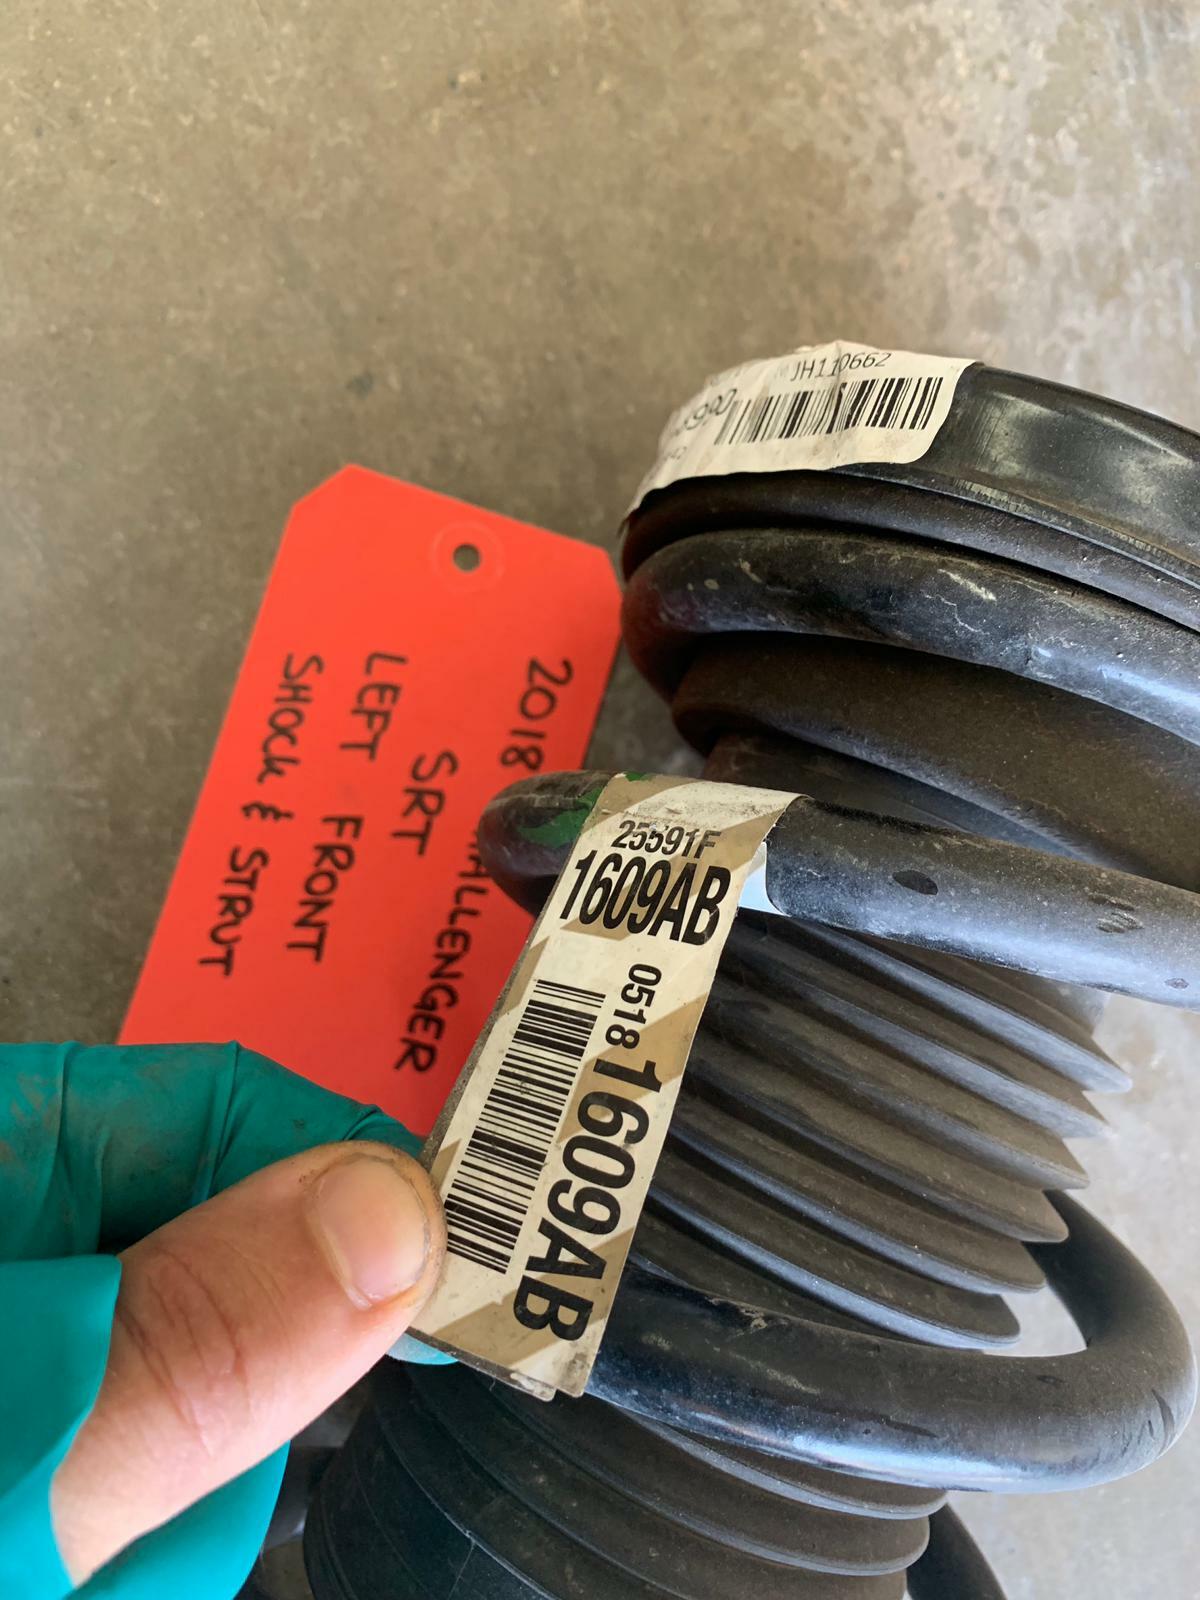 JH110662
2018
SRT
LEFT FRONT
SHOCK & STRUT
25591F
1609AB
0518 1609AB